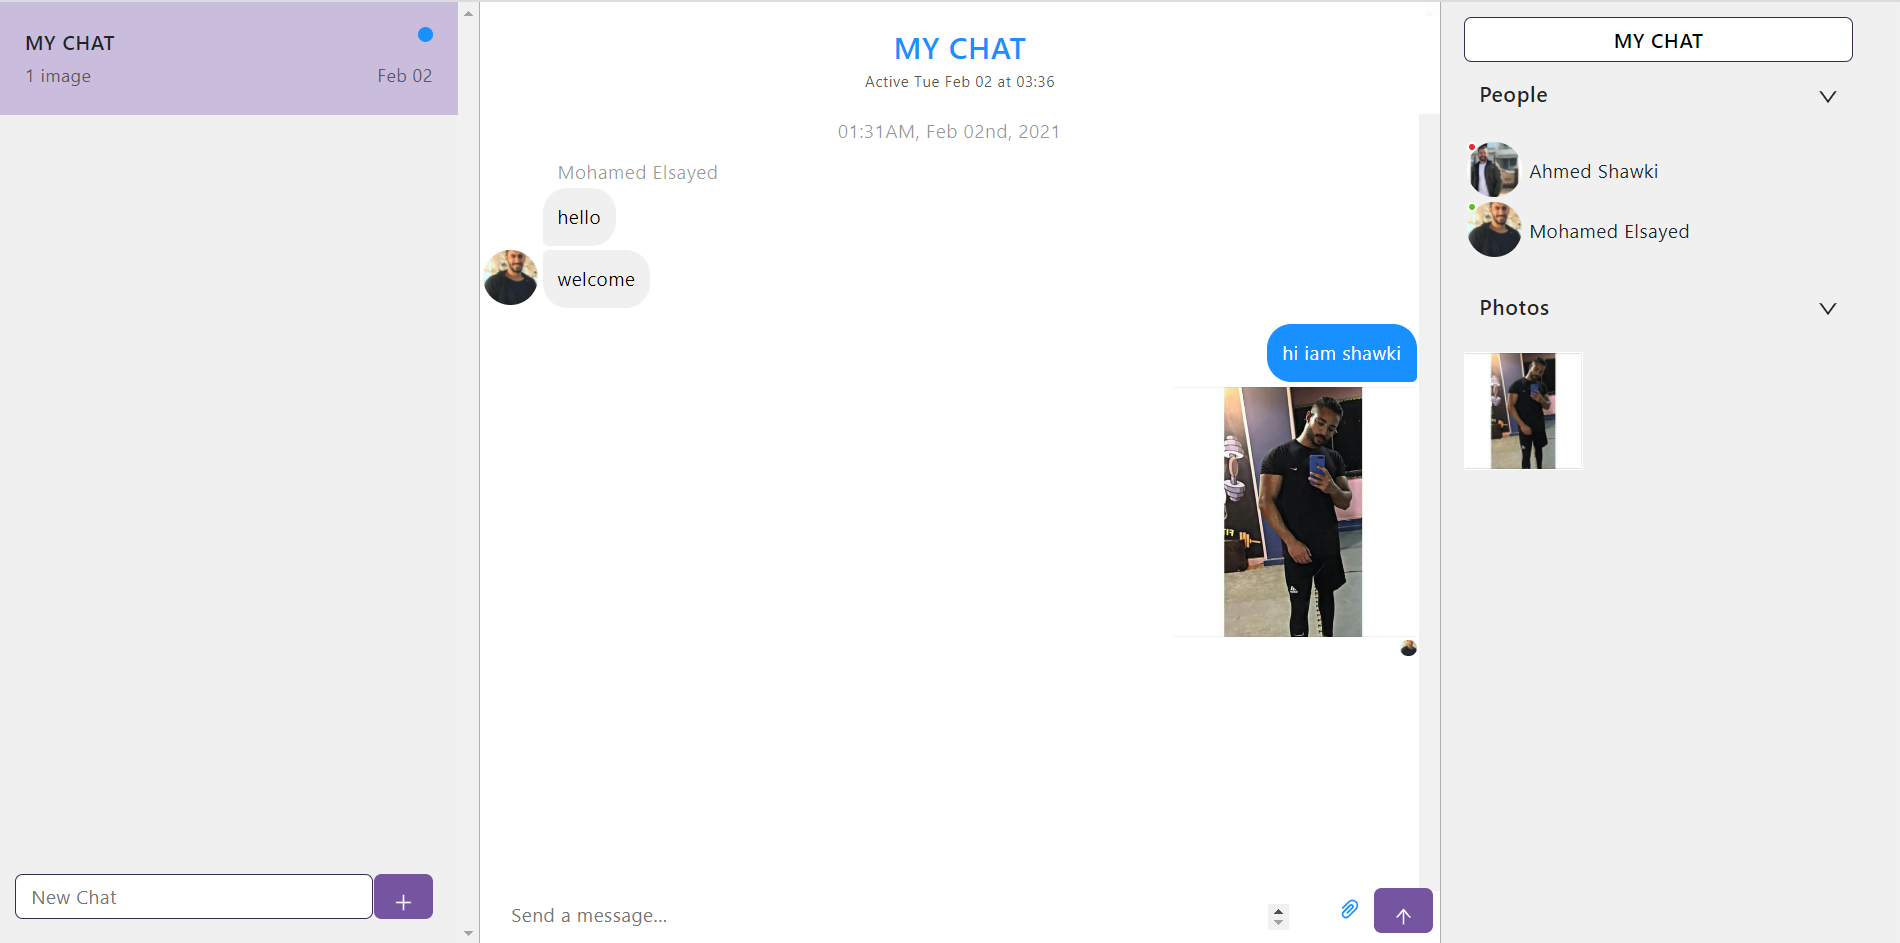 MY CHAT
1 image
Feb 02
New Chat
+
MY CHAT
Active Tue Feb 02 at 03:36
01:31AM, Feb 02nd, 2021
Mohamed Elsayed
hello
welcome
hi iam shawki
Send a message...
MY CHAT
People
Ahmed Shawki
Mohamed Elsayed
Photos